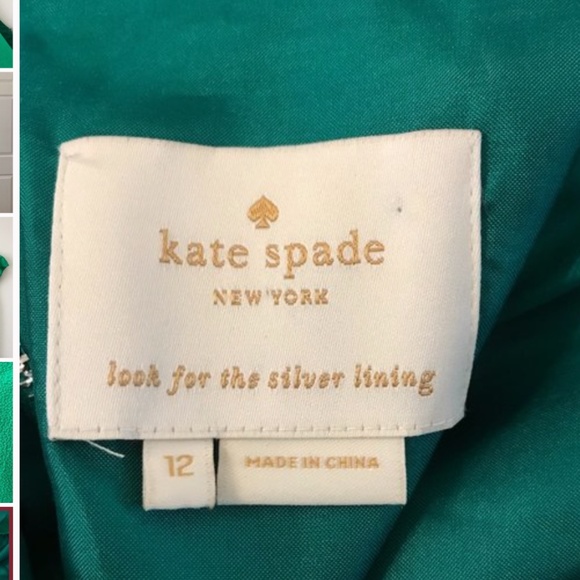 kate spade
NEW YORK
look for the silver lining
12
MADE IN CHINA